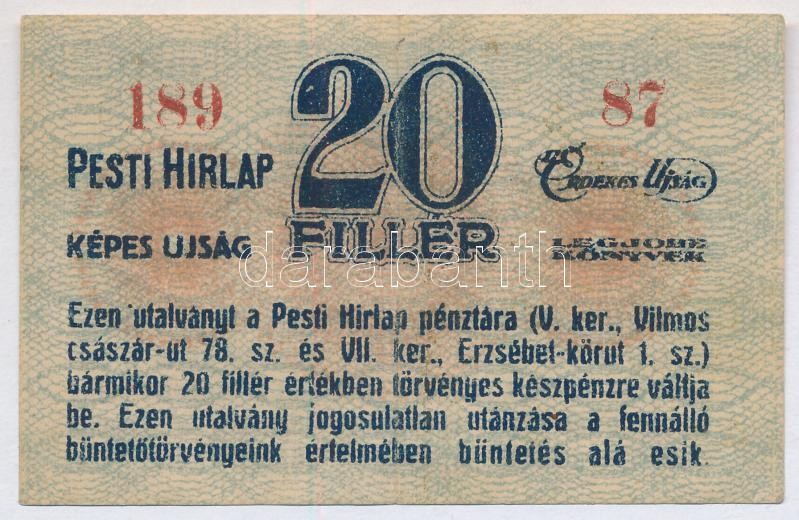 189 20 87
PESTI HIRLAP AZ ÉRDEKES UJSÁG
FILLÉR
KÉPES UJSÁG LEGJOBB KÖNYVEK
darabanth
Ezen utalványt a Pesti Hirlap pénztára (V. ker., Vilmos
császár-ut 78. sz. és VII. ker., Erzsébet-körut 1. sz.)
bármikor 20 fillér értékben törvényes készpénzre váltja
be. Ezen utalvány jogosulatlan utánzása a fennálló
büntetőtörvényeink értelmében büntetés alá esik.